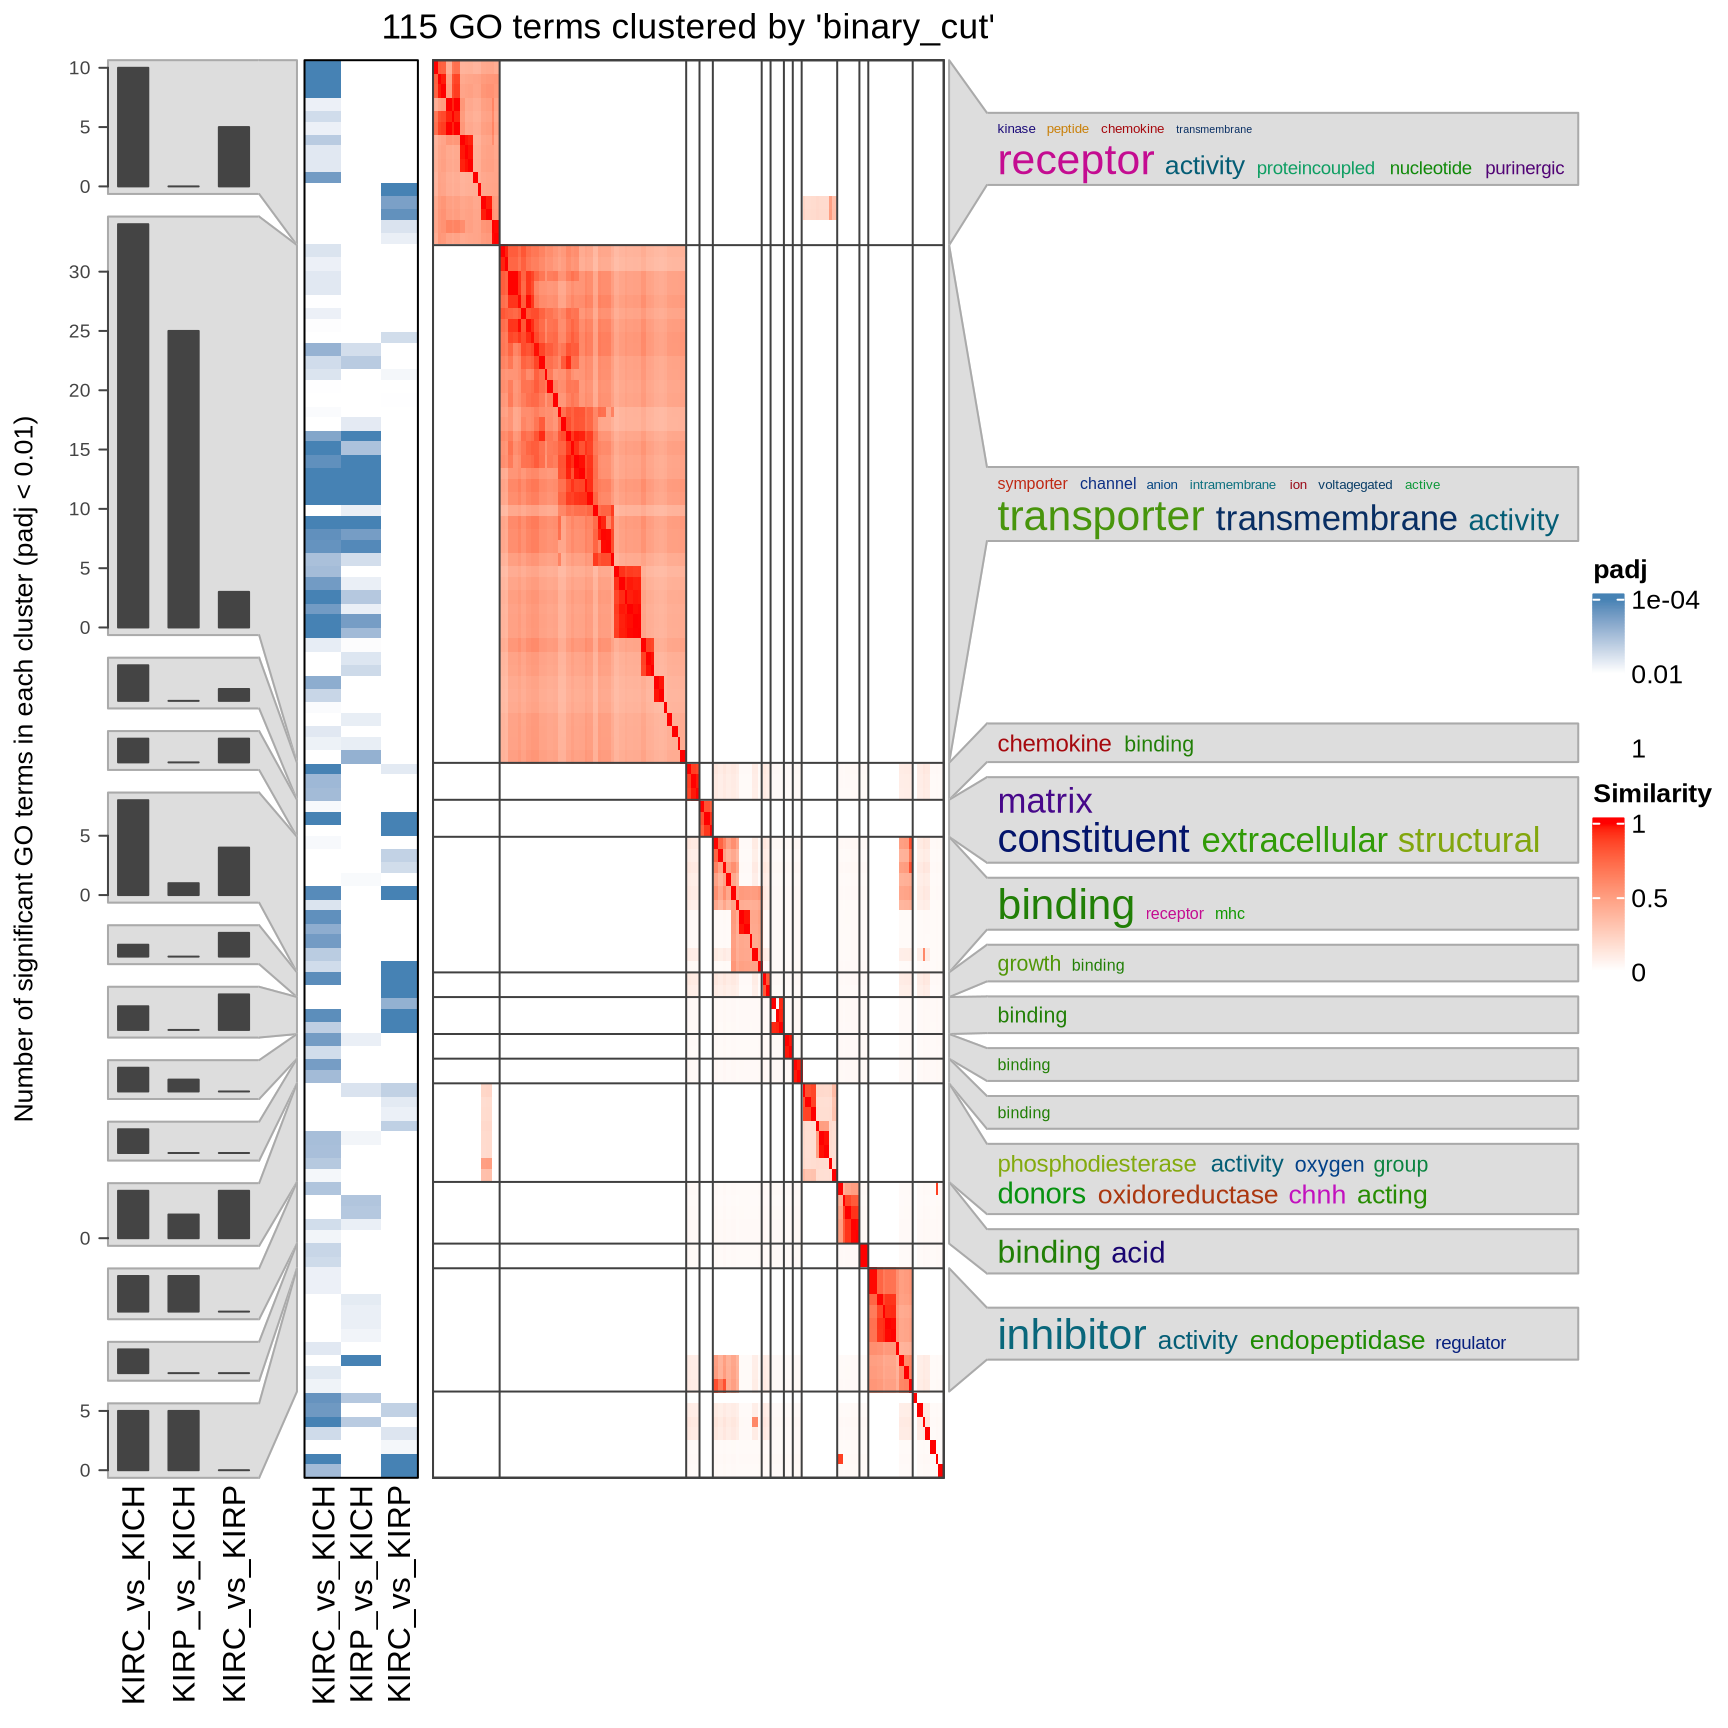 115 GO terms clustered by 'binary_cut'
Number of significant GO terms in each cluster (padj < 0.01)
10
5
0
30
25
20
15
10
5
0
5
0
0
5
0
KIRC_vs_KICH
KIRP_vs_KICH
KIRC_vs_KIRP
KIRC_vs_KICH
KIRP_vs_KICH
KIRC_vs_KIRP
kinase peptide chemokine transmembrane
receptor activity proteincoupled nucleotide purinergic
symporter channel anion intramembrane ion voltagegated active
transporter transmembrane activity
chemokine binding
matrix
constituent extracellular structural
binding receptor mhc
growth binding
binding
binding
binding
phosphodiesterase activity oxygen group
donors oxidoreductase chnh acting
binding acid
inhibitor activity endopeptidase regulator
padj
1e-04
0.01
1
Similarity
1
0.5
0